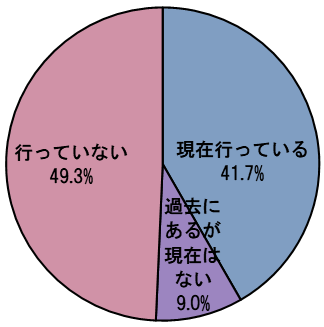 行っていない
49.3%
現在行っている
41.7%
過去に
あるが
現在は
ない
9.0%